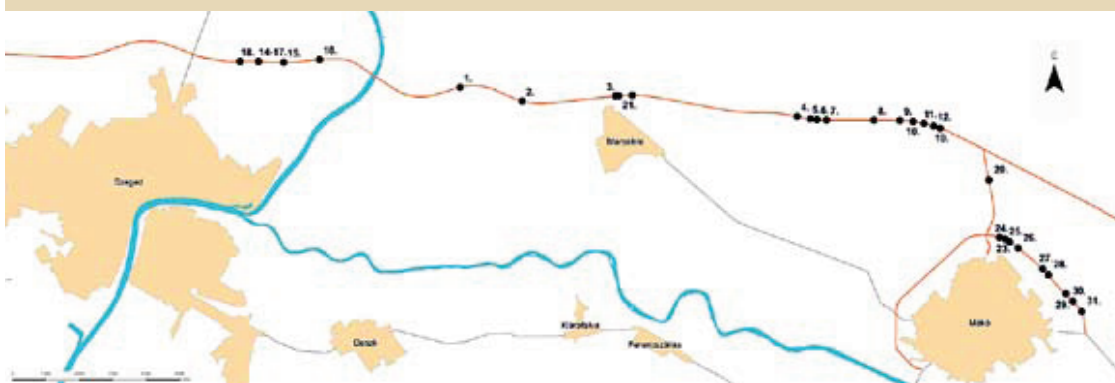 18. 14-17. 15. 16.
1.
2.
3.
21.
4. 5. 6. 7.
8.
9.
10.
11. 12.
13.
20.
24. 25.
23.
26.
27.
28.
30.
29.
31.
Szeged
Maroslele
Deszk
Klárafalva
Ferencszállás
Makó